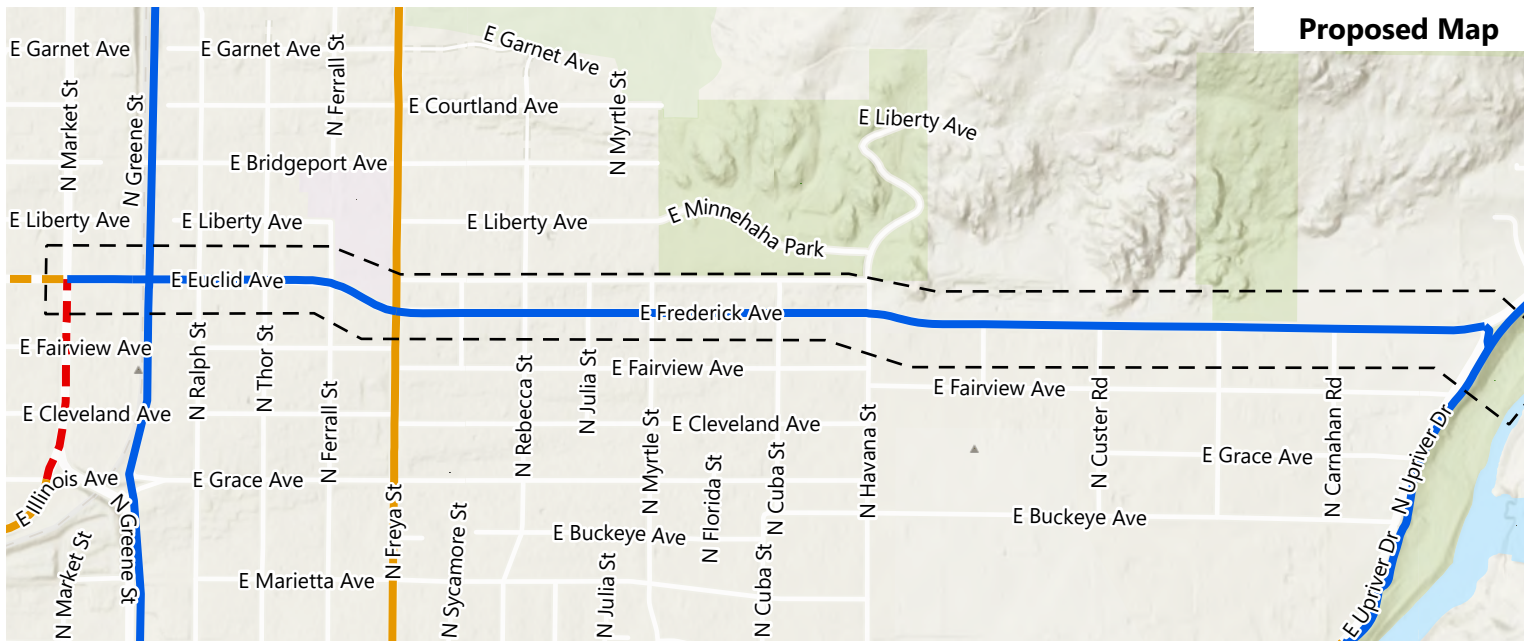 Proposed Map
E Garnet Ave
E Garnet Ave
E Garnet Ave
N Ferrall St
N Market St
N Greene St
E Courtland Ave
N Myrtle St
E Liberty Ave
E Bridgeport Ave
E Liberty Ave
E Liberty Ave
E Liberty Ave
E Minnehaha Park
E Euclid Ave
E Frederick Ave
E Fairview Ave
N Ralph St
N Thor St
N Ferrall St
N Rebecca St
N Julia St
E Fairview Ave
E Fairview Ave
E Cleveland Ave
E Cleveland Ave
N Myrtle St
N Florida St
N Cuba St
N Havana St
N Custer Rd
N Carnahan Rd
N Upriver Dr
E Illinois Ave
E Grace Ave
E Grace Ave
N Greene St
N Freya St
N Sycamore St
E Buckeye Ave
E Buckeye Ave
N Market St
E Marietta Ave
N Julia St
N Cuba St
E Upriver Dr